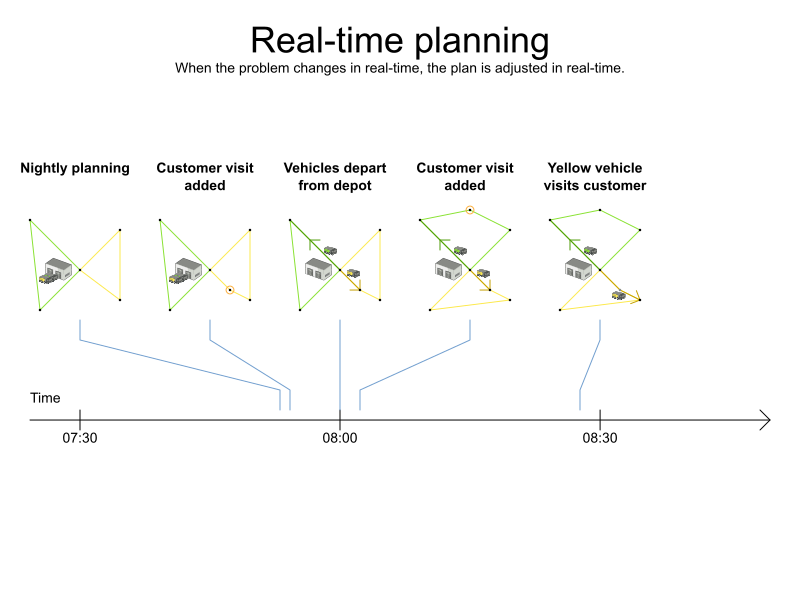 Real-time planning
When the problem changes in real-time, the plan is adjusted in real-time.
Nightly planning
Customer visit
added
Vehicles depart
from depot
Customer visit
added
Yellow vehicle
visits customer
Time
07:30
08:00
08:30